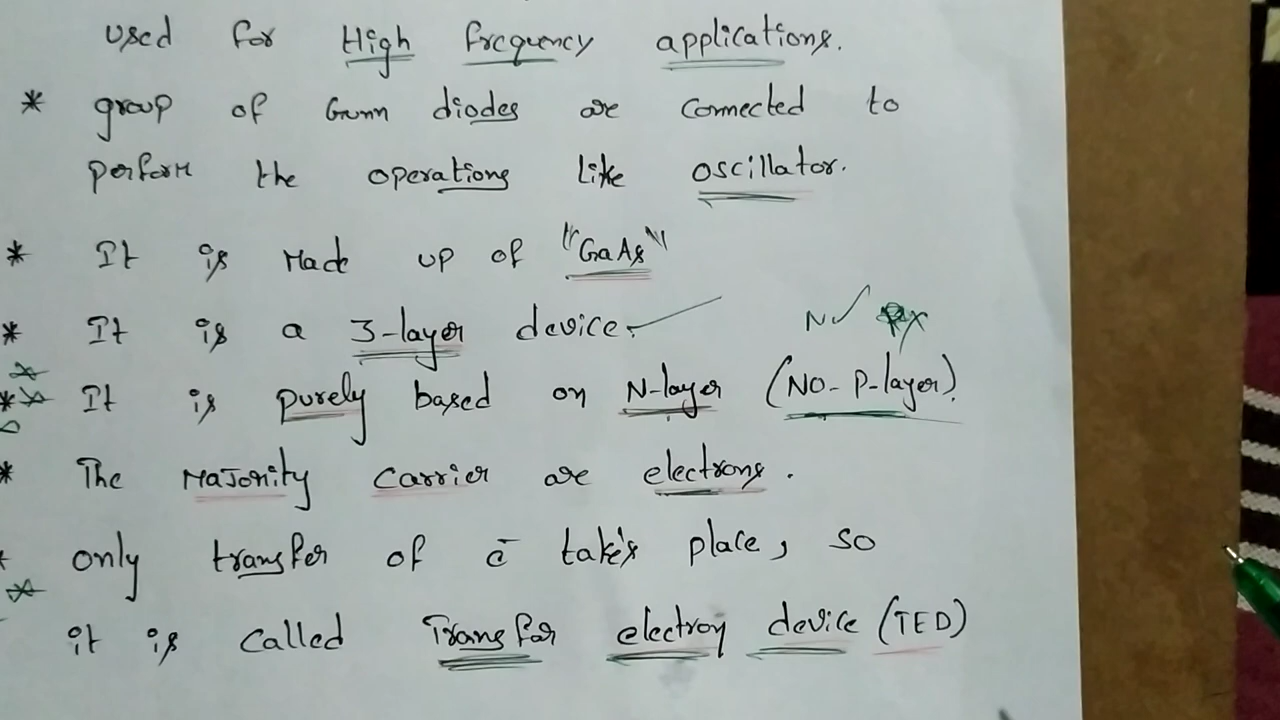 used for High frequency applications.
* group of Gunn diodes are connected to
perform the operations like oscillator.
* It is Made up of "GaAs"
* It is a 3-layer device.
N✓
* It is purely based on N-layer (NO-P-layer).
* The Majority carrier are electrons.
* only transfer of e⁻ take's place, so
it is called Transfer electron device (TED)